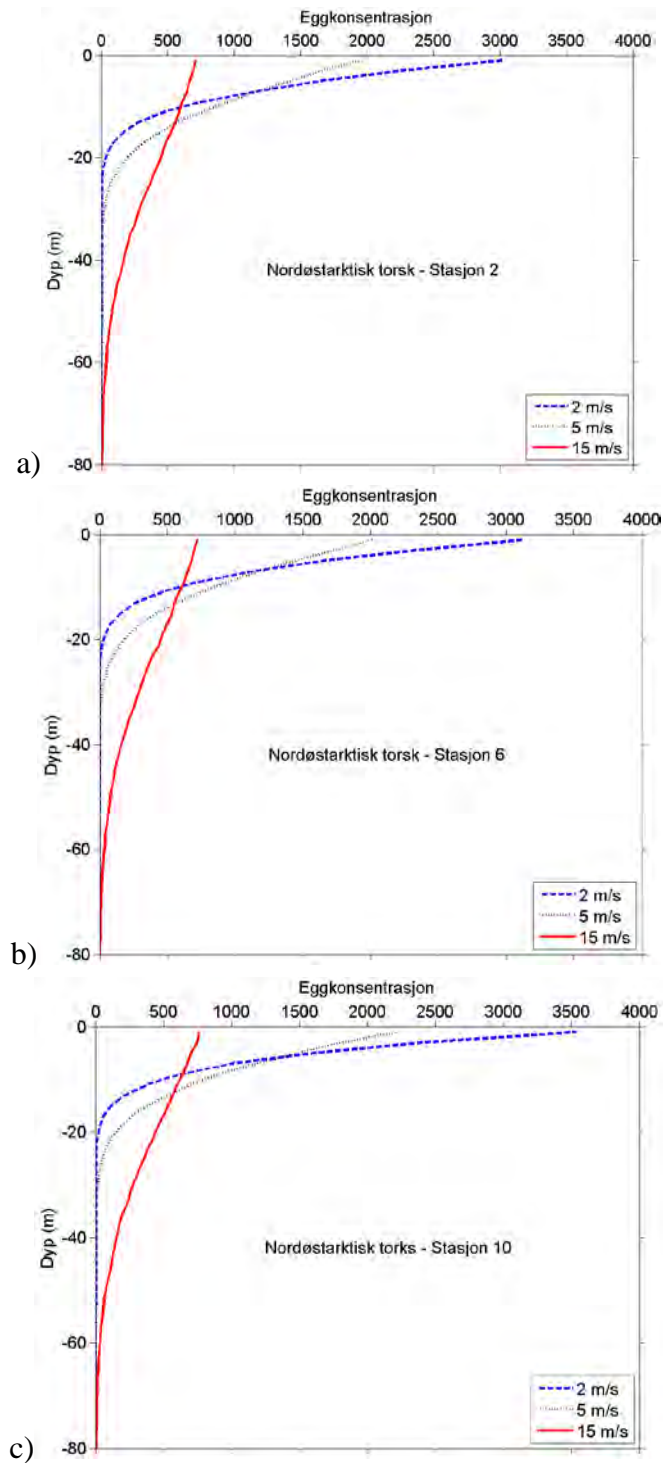 Eggkonsentrasjon
0 500 1000 1500 2000 2500 3000 3500 4000
0
-20
-40
-60
-80
Dyp (m)
Nordøstarktisk torsk - Stasjon 2
2 m/s
5 m/s
15 m/s
a)
Eggkonsentrasjon
0 500 1000 1500 2000 2500 3000 3500 4000
0
-20
-40
-60
-80
Dyp (m)
Nordøstarktisk torsk - Stasjon 6
2 m/s
5 m/s
15 m/s
b)
Eggkonsentrasjon
0 500 1000 1500 2000 2500 3000 3500 4000
0
-20
-40
-60
-80
Dyp (m)
Nordøstarktisk torks - Stasjon 10
2 m/s
5 m/s
15 m/s
c)